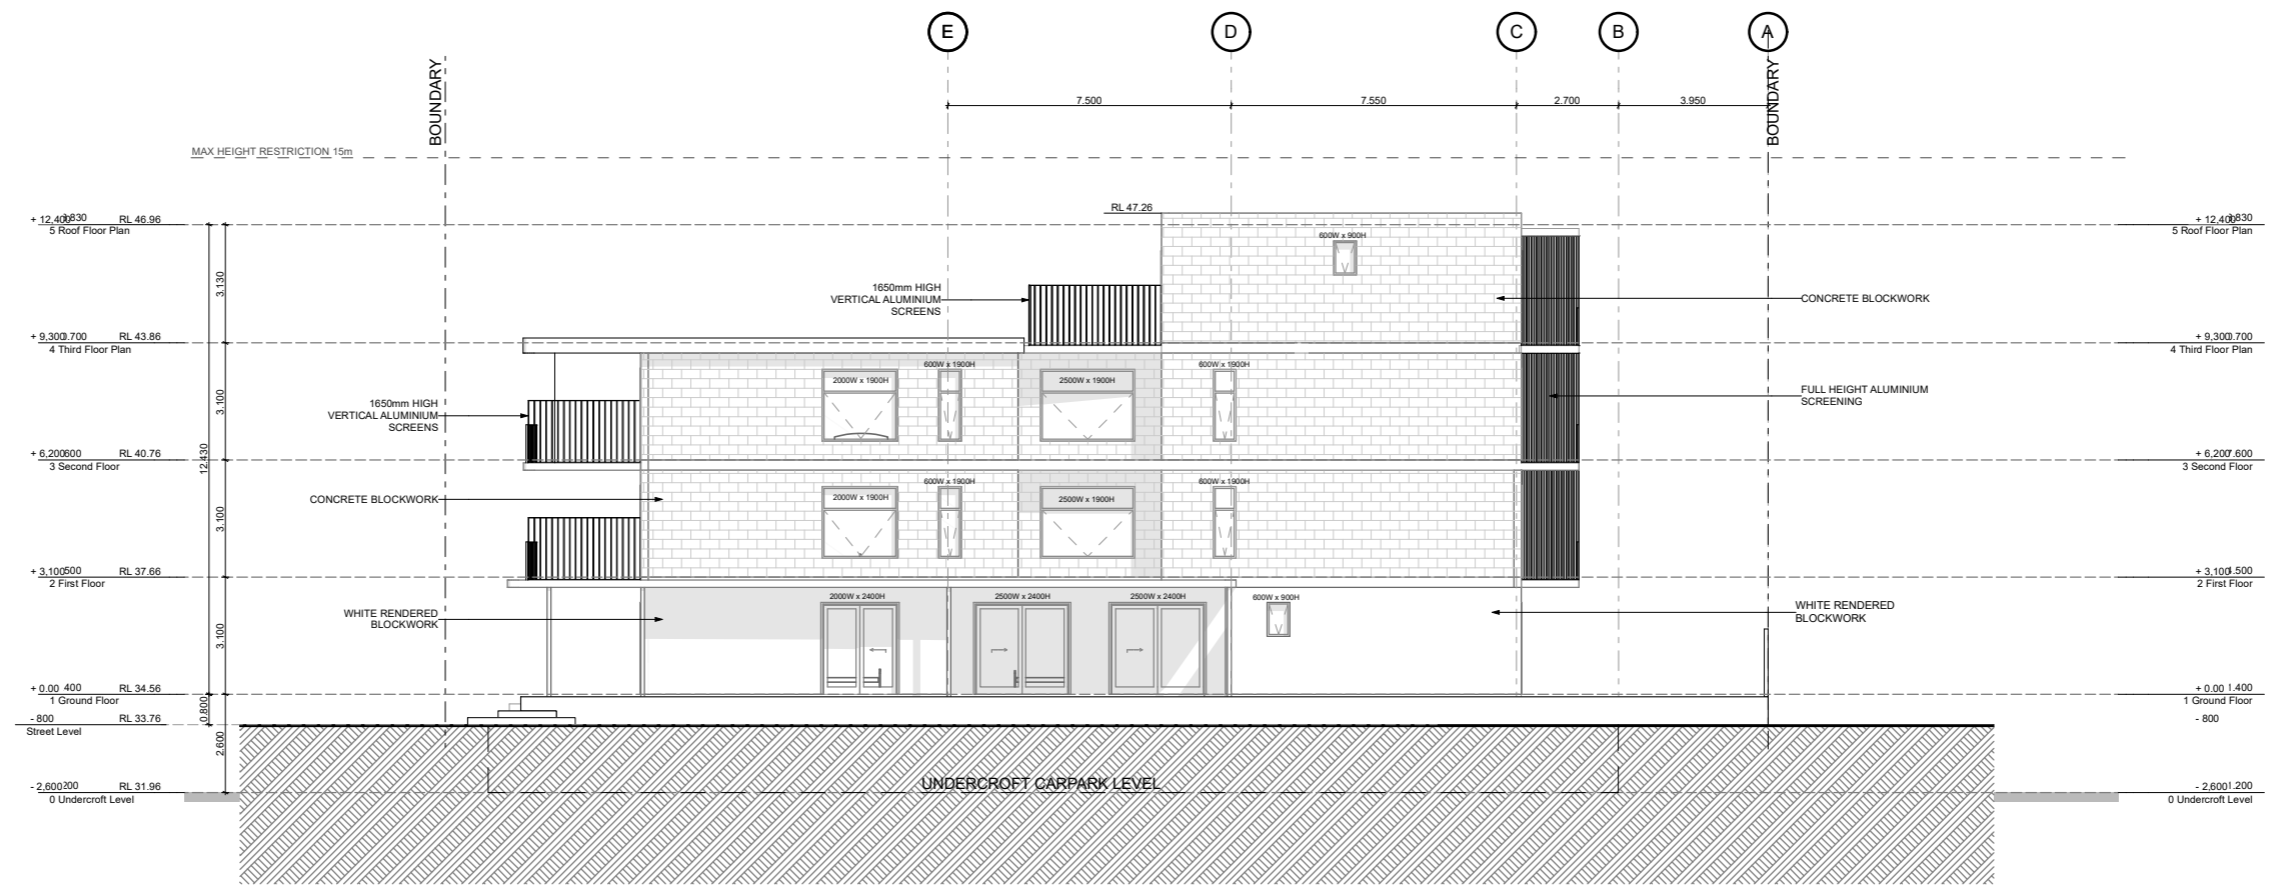 E
D
C
B
A
BOUNDARY
BOUNDARY
7.500
7.550
2.700
3.950
MAX HEIGHT RESTRICTION 15m
RL 47.26
+ 12,400
RL 46.96
5 Roof Floor Plan
+ 12,400
5 Roof Floor Plan
600W x 900H
3.130
1650mm HIGH
VERTICAL ALUMINIUM
SCREENS
CONCRETE BLOCKWORK
+ 9,300
RL 43.86
4 Third Floor Plan
+ 9,300
4 Third Floor Plan
600W x 1900H
600W x 1900H
2000W x 1900H
2500W x 1900H
3.100
1650mm HIGH
VERTICAL ALUMINIUM
SCREENS
FULL HEIGHT ALUMINIUM
SCREENING
12.430
+ 6,200
RL 40.76
3 Second Floor
+ 6,200
3 Second Floor
600W x 1900H
600W x 1900H
2000W x 1900H
2500W x 1900H
CONCRETE BLOCKWORK
3.100
+ 3,100
RL 37.66
2 First Floor
+ 3,100
2 First Floor
2000W x 2400H
2500W x 2400H
2500W x 2400H
600W x 900H
WHITE RENDERED
BLOCKWORK
WHITE RENDERED
BLOCKWORK
3.100
+ 0.00
RL 34.56
1 Ground Floor
+ 0.00
1 Ground Floor
0.800
- 800
RL 33.76
Street Level
- 800
2.600
UNDERCROFT CARPARK LEVEL
- 2,600
RL 31.96
0 Undercroft Level
- 2,600
0 Undercroft Level